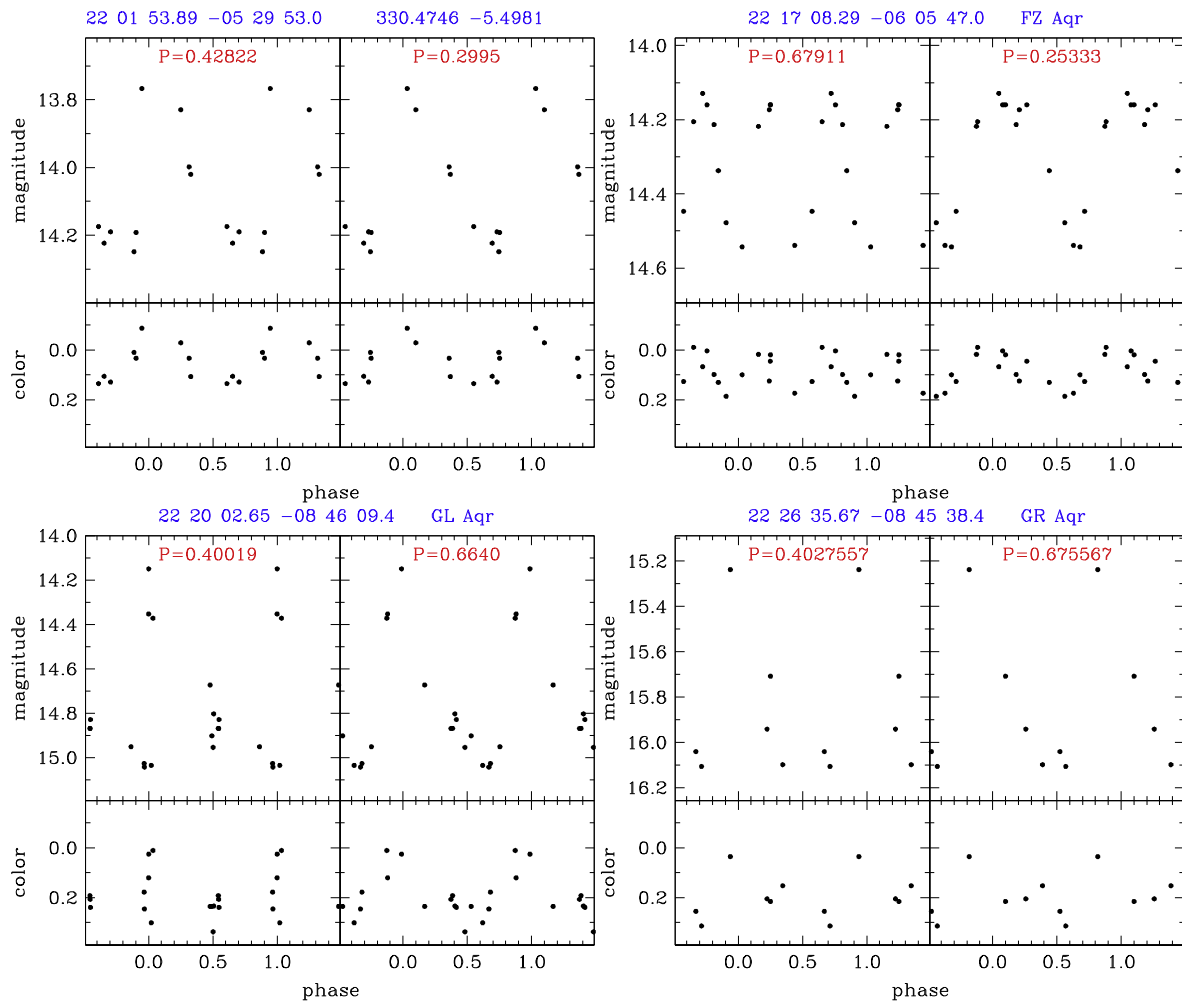 22 01 53.89 −05 29 53.0 330.4746 −5.4981
22 17 08.29 −06 05 47.0 FZ Aqr
P=0.42822 P=0.2995
P=0.67911 P=0.25333
13.8
14.0
14.2
magnitude
14.0
14.2
14.4
14.6
magnitude
0.0
0.2
color
0.0
0.2
color
0.0 0.5 1.0 0.0 0.5 1.0
phase
0.0 0.5 1.0 0.0 0.5 1.0
phase
22 20 02.65 −08 46 09.4 GL Aqr
22 26 35.67 −08 45 38.4 GR Aqr
P=0.40019 P=0.6640
P=0.4027557 P=0.675567
14.0
14.2
14.4
14.6
14.8
15.0
magnitude
15.2
15.4
15.6
15.8
16.0
16.2
magnitude
0.0
0.2
color
0.0
0.2
color
0.0 0.5 1.0 0.0 0.5 1.0
phase
0.0 0.5 1.0 0.0 0.5 1.0
phase